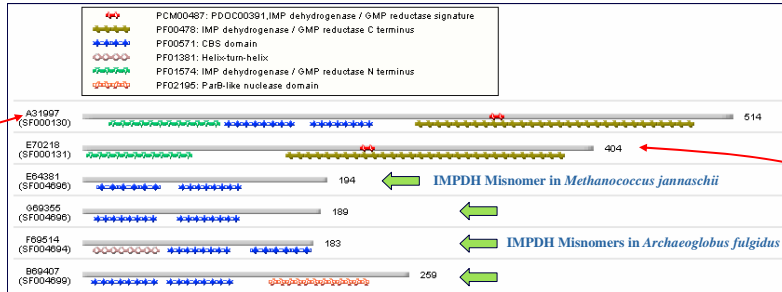 PCM00487: PDOC00391,IMP dehydrogenase / GMP reductase signature
PF00478: IMP dehydrogenase / GMP reductase C terminus
PF00571: CBS domain
PF01381: Helix-turn-helix
PF01574: IMP dehydrogenase / GMP reductase N terminus
PF02195: ParB-like nuclease domain
A31997
(SF000130)
514
E70218
(SF000131)
404
E64381
(SF004696)
194
IMPDH Misnomer in Methanococcus jannaschii
G69355
(SF004696)
189
F69514
(SF004694)
183
IMPDH Misnomers in Archaeoglobus fulgidus
B69407
(SF004699)
259